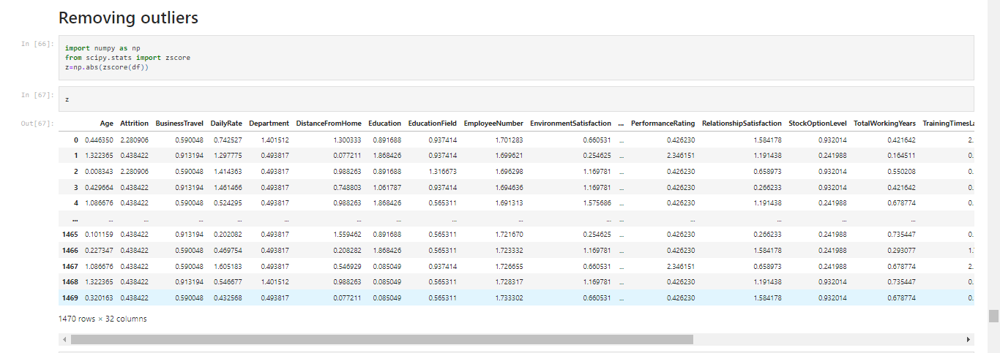 Removing outliers
In [66]:
import numpy as np
from scipy.stats import zscore
z=np.abs(zscore(df))
In [67]:
z
Out[67]:
Age Attrition BusinessTravel DailyRate Department DistanceFromHome Education EducationField EmployeeNumber EnvironmentSatisfaction ... PerformanceRating RelationshipSatisfaction StockOptionLevel TotalWorkingYears TrainingTimesLa
0 0.446350 2.280906 0.590048 0.742527 1.401512 1.300333 0.891688 0.937414 1.701283 0.660531 ... 0.426230 1.584178 0.932014 0.421642 2.
1 1.322365 0.438422 0.913194 1.297775 0.493817 0.077211 1.868426 0.937414 1.699621 0.254625 ... 2.346151 1.191438 0.241988 0.164511 0.
2 0.008343 2.280906 0.590048 1.414363 0.493817 0.988263 0.891688 1.316673 1.696298 1.169781 ... 0.426230 0.658973 0.932014 0.550208 2.
3 0.429664 0.438422 0.913194 1.461466 0.493817 0.748803 1.061787 0.937414 1.694636 1.169781 ... 0.426230 0.266233 0.932014 0.421642 0.
4 1.086676 0.438422 0.590048 0.524295 0.493817 0.988263 1.868426 0.565311 1.691313 1.575686 ... 0.426230 1.191438 0.241988 0.678774 0.
... ... ... ... ... ... ... ... ... ... ... ... ... ... ... ...
1465 0.101159 0.438422 0.913194 0.202082 0.493817 1.559462 0.891688 0.565311 1.721670 0.254625 ... 0.426230 0.266233 0.241988 0.735447 0.
1466 0.227347 0.438422 0.590048 0.469754 0.493817 0.208282 1.868426 0.565311 1.723332 1.169781 ... 0.426230 1.584178 0.241988 0.293077 1.
1467 1.086676 0.438422 0.590048 1.605183 0.493817 0.546929 0.085049 0.937414 1.726655 0.660531 ... 2.346151 0.658973 0.241988 0.678774 2.
1468 1.322365 0.438422 0.913194 0.546677 1.401512 0.988263 0.085049 0.565311 1.728317 1.169781 ... 0.426230 1.191438 0.932014 0.735447 0.
1469 0.320163 0.438422 0.590048 0.432568 0.493817 0.077211 0.085049 0.565311 1.733302 0.660531 ... 0.426230 1.584178 0.932014 0.678774 0.
1470 rows × 32 columns